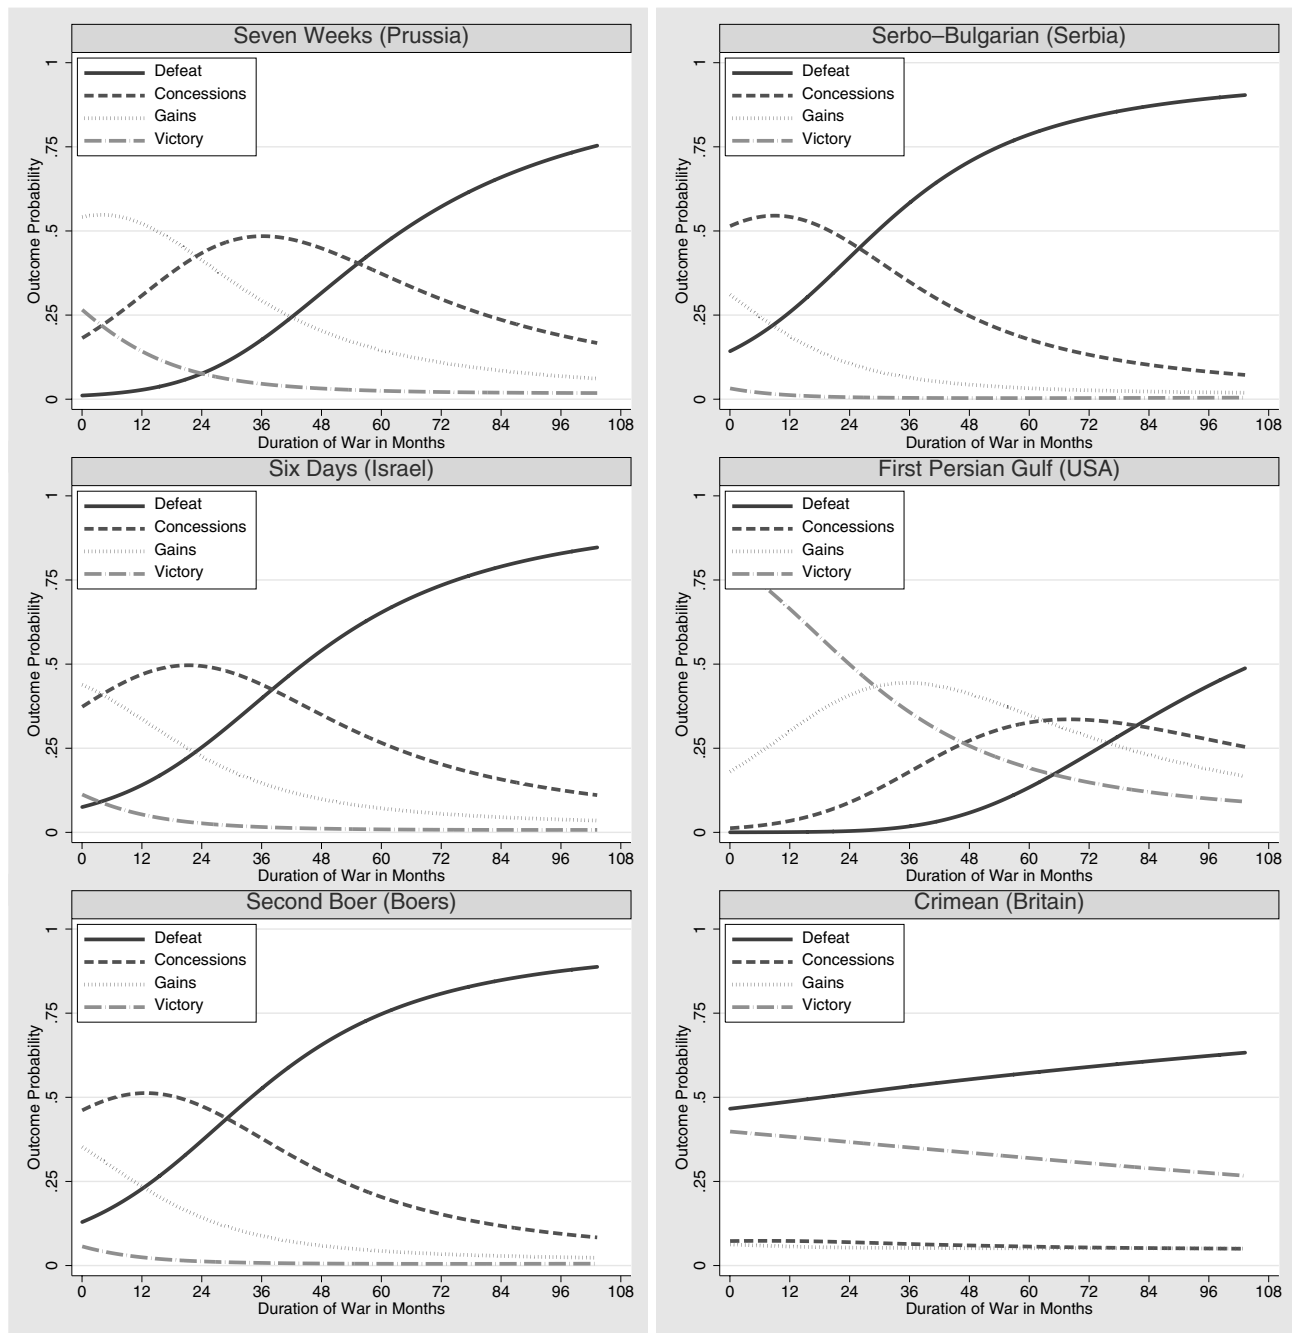 Seven Weeks (Prussia)
Defeat
Concessions
Gains
Victory
Outcome Probability
1
.75
.5
.25
0
0 12 24 36 48 60 72 84 96 108
Duration of War in Months
Serbo–Bulgarian (Serbia)
Defeat
Concessions
Gains
Victory
Outcome Probability
1
.75
.5
.25
0
0 12 24 36 48 60 72 84 96 108
Duration of War in Months
Six Days (Israel)
Defeat
Concessions
Gains
Victory
Outcome Probability
1
.75
.5
.25
0
0 12 24 36 48 60 72 84 96 108
Duration of War in Months
First Persian Gulf (USA)
Defeat
Concessions
Gains
Victory
Outcome Probability
1
.75
.5
.25
0
0 12 24 36 48 60 72 84 96 108
Duration of War in Months
Second Boer (Boers)
Defeat
Concessions
Gains
Victory
Outcome Probability
1
.75
.5
.25
0
0 12 24 36 48 60 72 84 96 108
Duration of War in Months
Crimean (Britain)
Defeat
Concessions
Gains
Victory
Outcome Probability
1
.75
.5
.25
0
0 12 24 36 48 60 72 84 96 108
Duration of War in Months